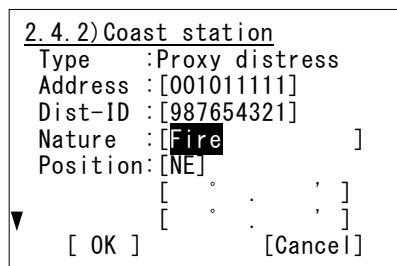 2.4.2)Coast station
Type :Proxy distress
Address :[001011111]
Dist-ID :[987654321]
Nature :[Fire ]
Position:[NE]
[ ° . ' ]
[ ° . ' ]
[ OK ] [Cancel]